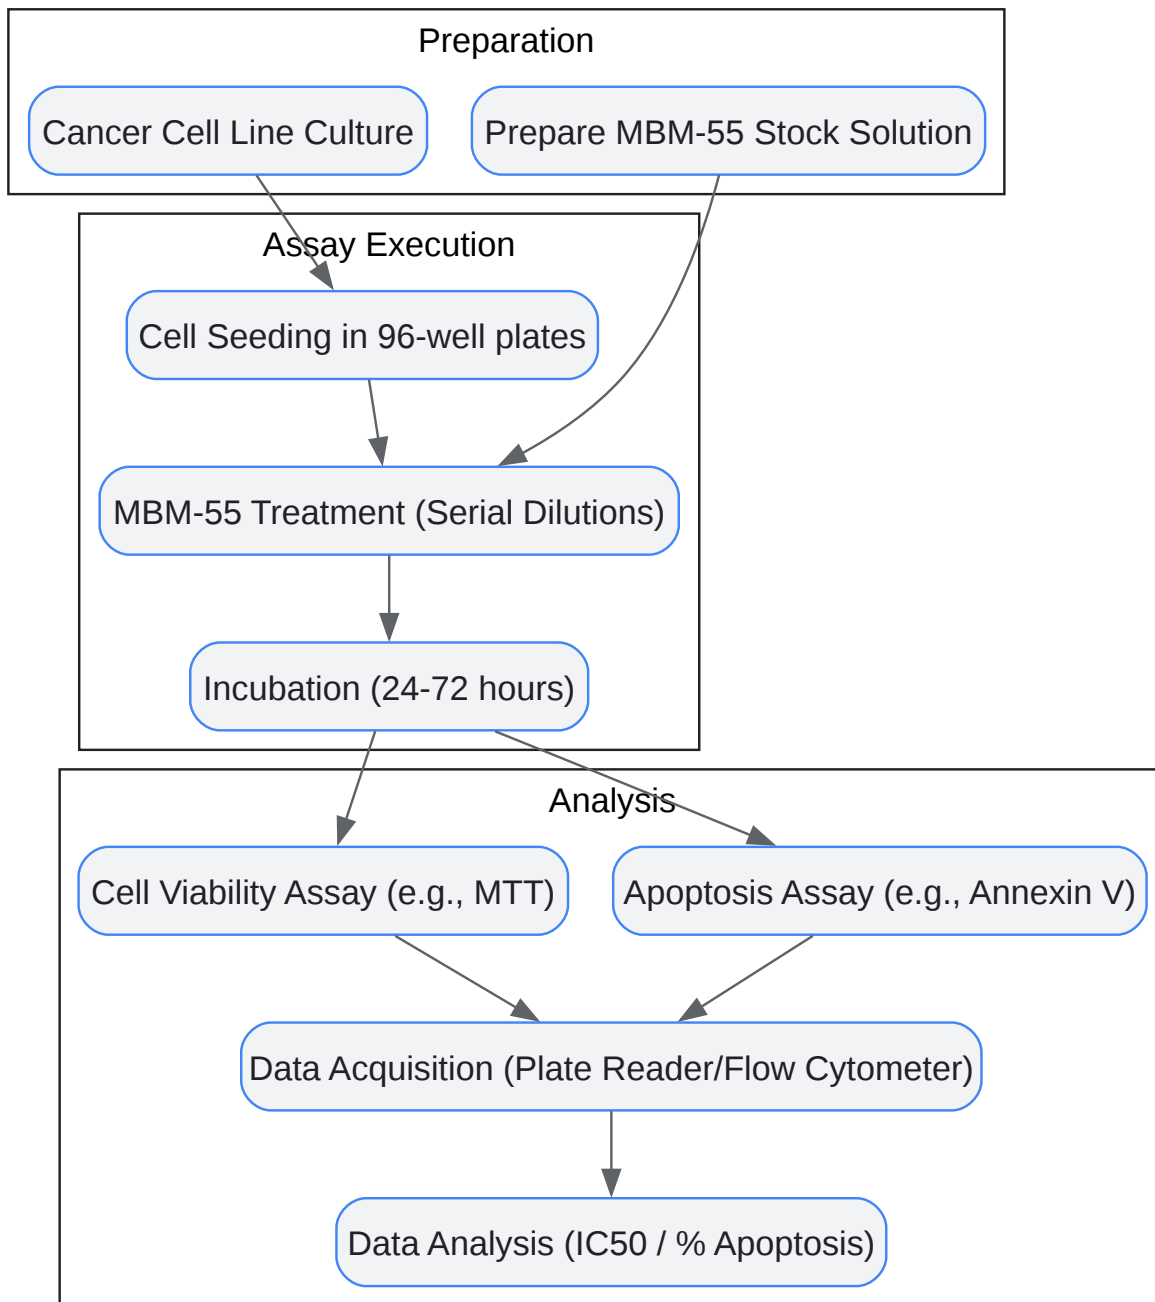 Preparation
Cancer Cell Line Culture
Prepare MBM-55 Stock Solution
Assay Execution
Cell Seeding in 96-well plates
MBM-55 Treatment (Serial Dilutions)
Incubation (24-72 hours)
Analysis
Cell Viability Assay (e.g., MTT)
Apoptosis Assay (e.g., Annexin V)
Data Acquisition (Plate Reader/Flow Cytometer)
Data Analysis (IC50 / % Apoptosis)